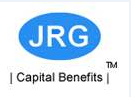 JRG
TM
| Capital Benefits |